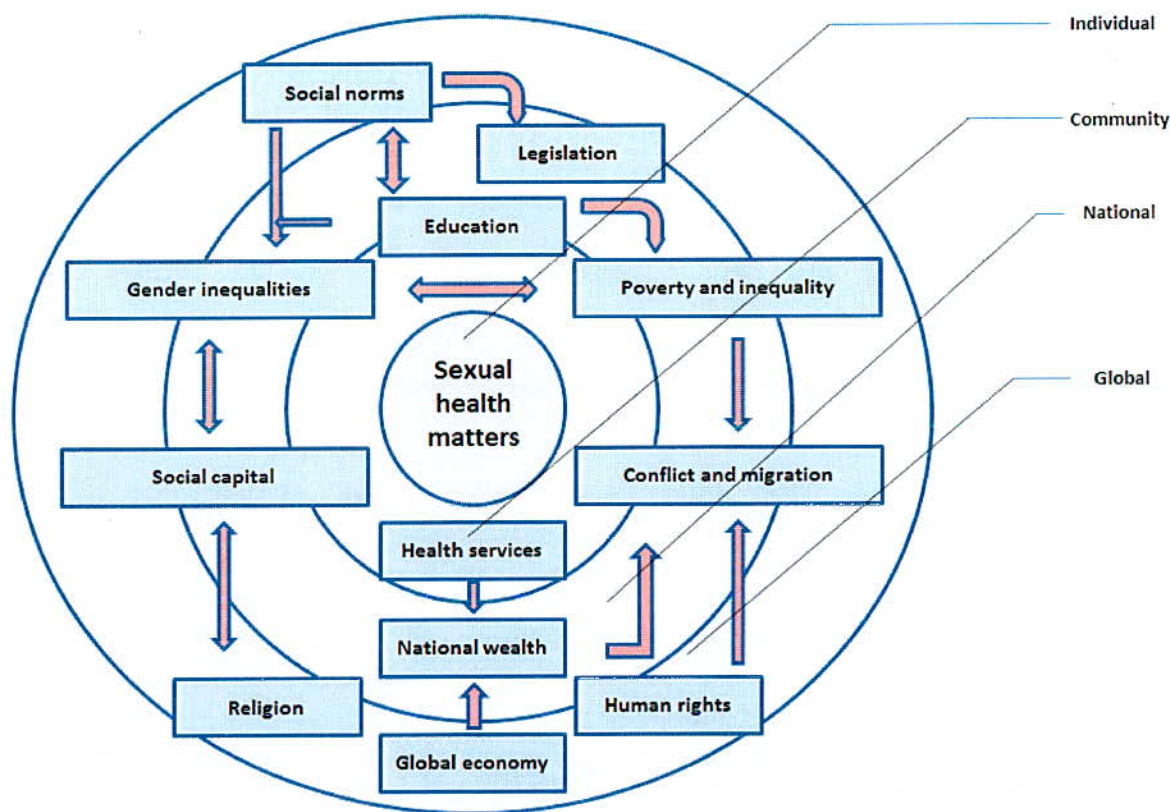 Individual
Social norms
Community
Legislation
National
Education
Gender inequalities
Poverty and inequality
Sexual
health
matters
Global
Social capital
Conflict and migration
Health services
National wealth
Religion
Human rights
Global economy